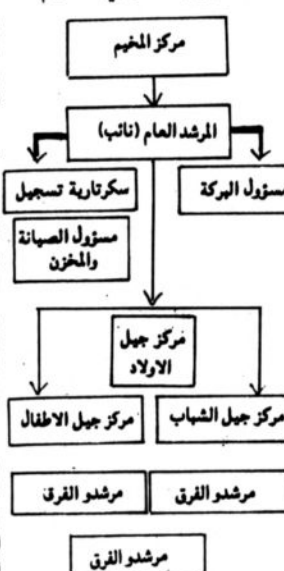 مركز المخيم
المرشد العام (نائب)
مسؤول البركة
سكرتارية تسجيل
مسؤول الصيانة
والمخزن
مركز جيل
الاولاد
مركز جيل الشباب
مركز جيل الاطفال
مرشدو الفرق
مرشدو الفرق
مرشدو الفرق